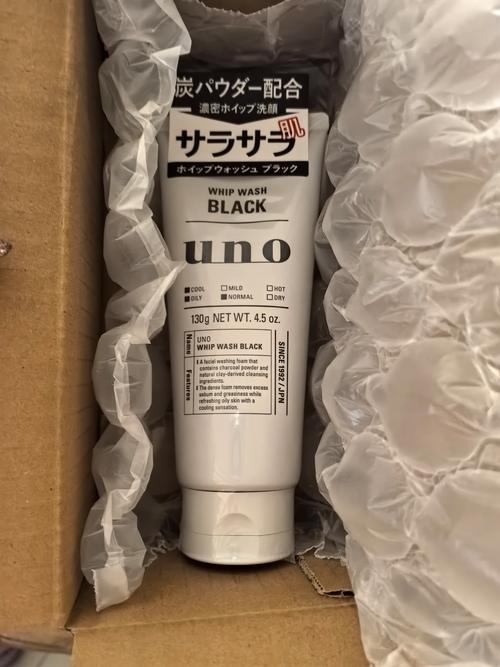 炭パウダー配合
濃密ホイップ洗顔
サラサラ肌
ホイップウォッシュ ブラック
WHIP WASH
BLACK
uno
COOL MILD HOT
OILY NORMAL DRY
130g NET WT. 4.5 oz.
Name
UNO
WHIP WASH BLACK
Features
A facial washing foam that
contains charcoal powder and
natural clay-derived cleansing
ingredients.
The dense foam removes excess
sebum and greasiness while
refreshing oily skin with a
cooling sensation.
SINCE 1992 / JPN